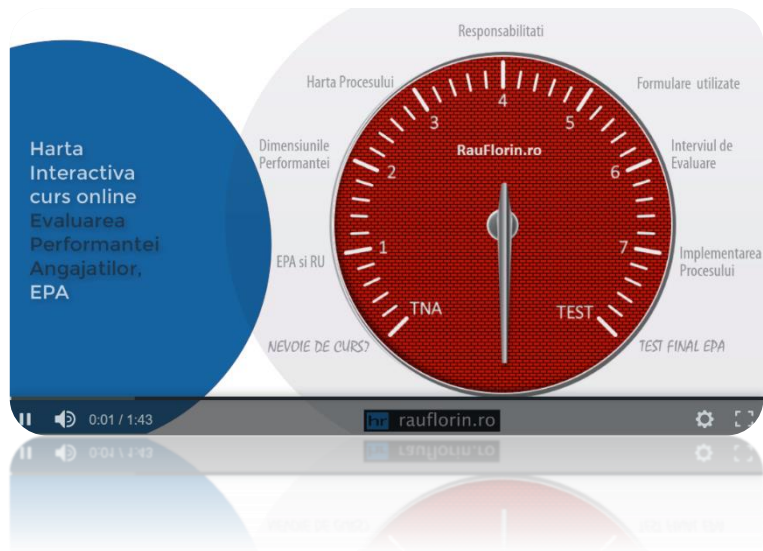 Harta
Interactiva
curs online
Evaluarea
Performantei
Angajatilor,
EPA
Responsabilitati
Harta Procesului
Formulare utilizate
Dimensiunile
Performantei
Interviul de
Evaluare
EPA si RU
Implementarea
Procesului
NEVOIE DE CURS?
TEST FINAL EPA
RauFlorin.ro
TNA
1
2
3
4
5
6
7
TEST
0:01 / 1:43
hr rauflorin.ro